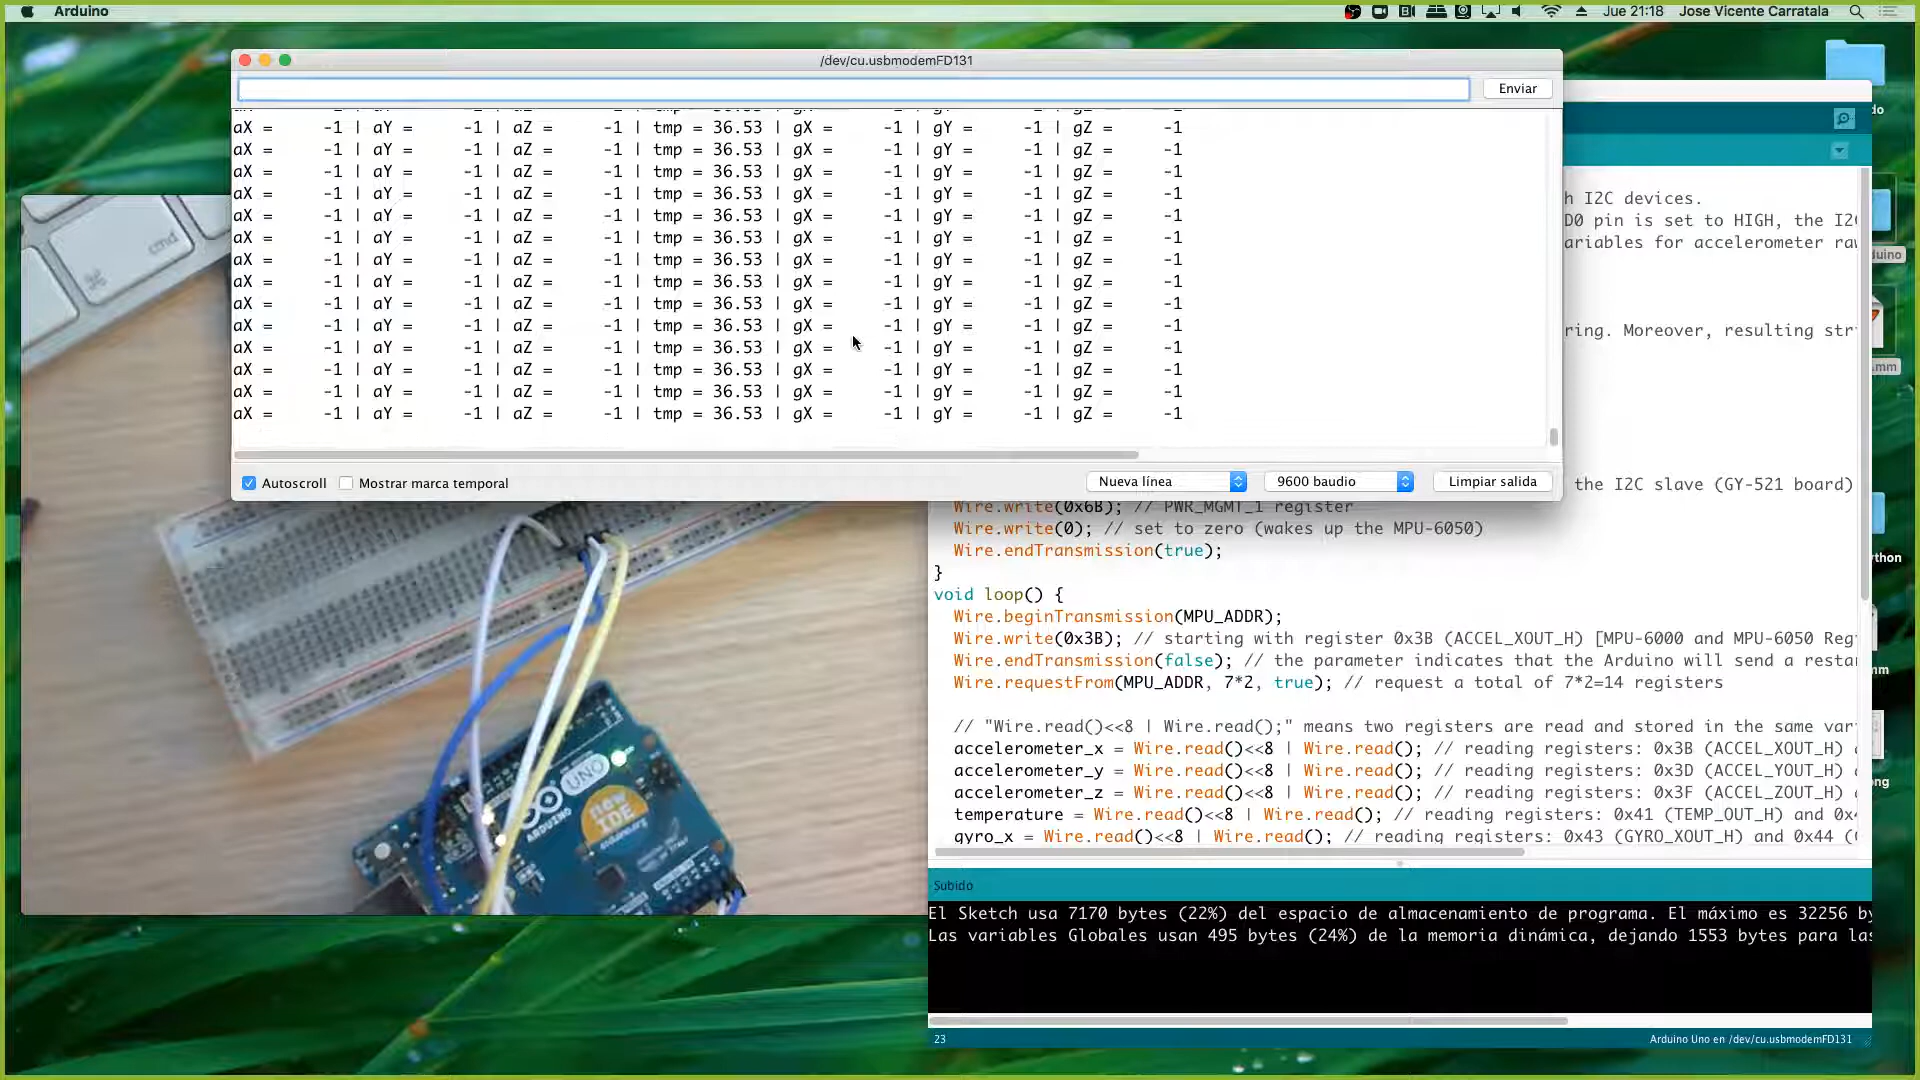 Arduino
Jue 21:18 Jose Vicente Carratala
/dev/cu.usbmodemFD131
Enviar
aX = -1 | aY = -1 | aZ = -1 | tmp = 36.53 | gX = -1 | gY = -1 | gZ = -1
aX = -1 | aY = -1 | aZ = -1 | tmp = 36.53 | gX = -1 | gY = -1 | gZ = -1
aX = -1 | aY = -1 | aZ = -1 | tmp = 36.53 | gX = -1 | gY = -1 | gZ = -1
aX = -1 | aY = -1 | aZ = -1 | tmp = 36.53 | gX = -1 | gY = -1 | gZ = -1
aX = -1 | aY = -1 | aZ = -1 | tmp = 36.53 | gX = -1 | gY = -1 | gZ = -1
aX = -1 | aY = -1 | aZ = -1 | tmp = 36.53 | gX = -1 | gY = -1 | gZ = -1
aX = -1 | aY = -1 | aZ = -1 | tmp = 36.53 | gX = -1 | gY = -1 | gZ = -1
aX = -1 | aY = -1 | aZ = -1 | tmp = 36.53 | gX = -1 | gY = -1 | gZ = -1
aX = -1 | aY = -1 | aZ = -1 | tmp = 36.53 | gX = -1 | gY = -1 | gZ = -1
aX = -1 | aY = -1 | aZ = -1 | tmp = 36.53 | gX = -1 | gY = -1 | gZ = -1
aX = -1 | aY = -1 | aZ = -1 | tmp = 36.53 | gX = -1 | gY = -1 | gZ = -1
aX = -1 | aY = -1 | aZ = -1 | tmp = 36.53 | gX = -1 | gY = -1 | gZ = -1
aX = -1 | aY = -1 | aZ = -1 | tmp = 36.53 | gX = -1 | gY = -1 | gZ = -1
aX = -1 | aY = -1 | aZ = -1 | tmp = 36.53 | gX = -1 | gY = -1 | gZ = -1
Autoscroll Mostrar marca temporal Nueva línea 9600 baudio Limpiar salida
h I2C devices.
D0 pin is set to HIGH, the I2C
ariables for accelerometer raw
ring. Moreover, resulting str
the I2C slave (GY-521 board)
Wire.write(0x6B); // PWR_MGMT_1 register
Wire.write(0); // set to zero (wakes up the MPU-6050)
Wire.endTransmission(true);
}
void loop() {
Wire.beginTransmission(MPU_ADDR);
Wire.write(0x3B); // starting with register 0x3B (ACCEL_XOUT_H) [MPU-6000 and MPU-6050 Reg
Wire.endTransmission(false); // the parameter indicates that the Arduino will send a resta
Wire.requestFrom(MPU_ADDR, 7*2, true); // request a total of 7*2=14 registers
// "Wire.read()<<8 | Wire.read();" means two registers are read and stored in the same var
accelerometer_x = Wire.read()<<8 | Wire.read(); // reading registers: 0x3B (ACCEL_XOUT_H)
accelerometer_y = Wire.read()<<8 | Wire.read(); // reading registers: 0x3D (ACCEL_YOUT_H)
accelerometer_z = Wire.read()<<8 | Wire.read(); // reading registers: 0x3F (ACCEL_ZOUT_H)
temperature = Wire.read()<<8 | Wire.read(); // reading registers: 0x41 (TEMP_OUT_H) and 0x4
gyro_x = Wire.read()<<8 | Wire.read(); // reading registers: 0x43 (GYRO_XOUT_H) and 0x44 (
Subido
El Sketch usa 7170 bytes (22%) del espacio de almacenamiento de programa. El máximo es 32256 by
Las variables Globales usan 495 bytes (24%) de la memoria dinámica, dejando 1553 bytes para las
23 Arduino Uno en /dev/cu.usbmodemFD131
do
duino
.mm
ython
mm
ong
cmd
UNO
ARDUINO
new
IDE